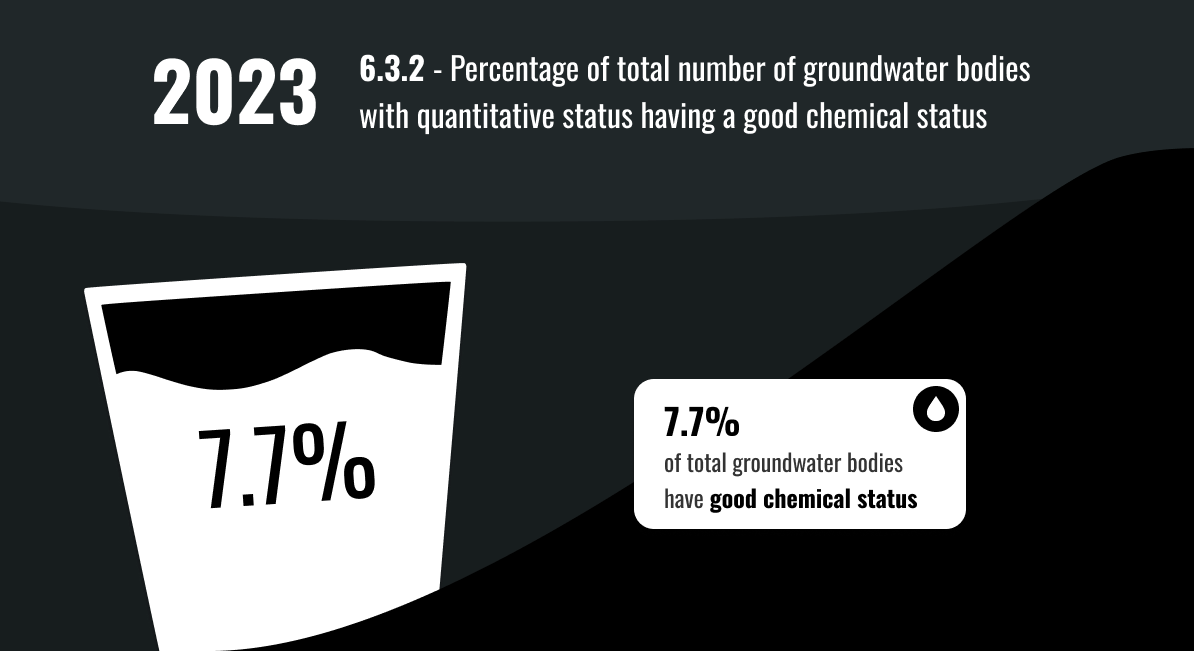 2023
6.3.2 - Percentage of total number of groundwater bodies
with quantitative status having a good chemical status
7.7%
7.7%
of total groundwater bodies
have good chemical status